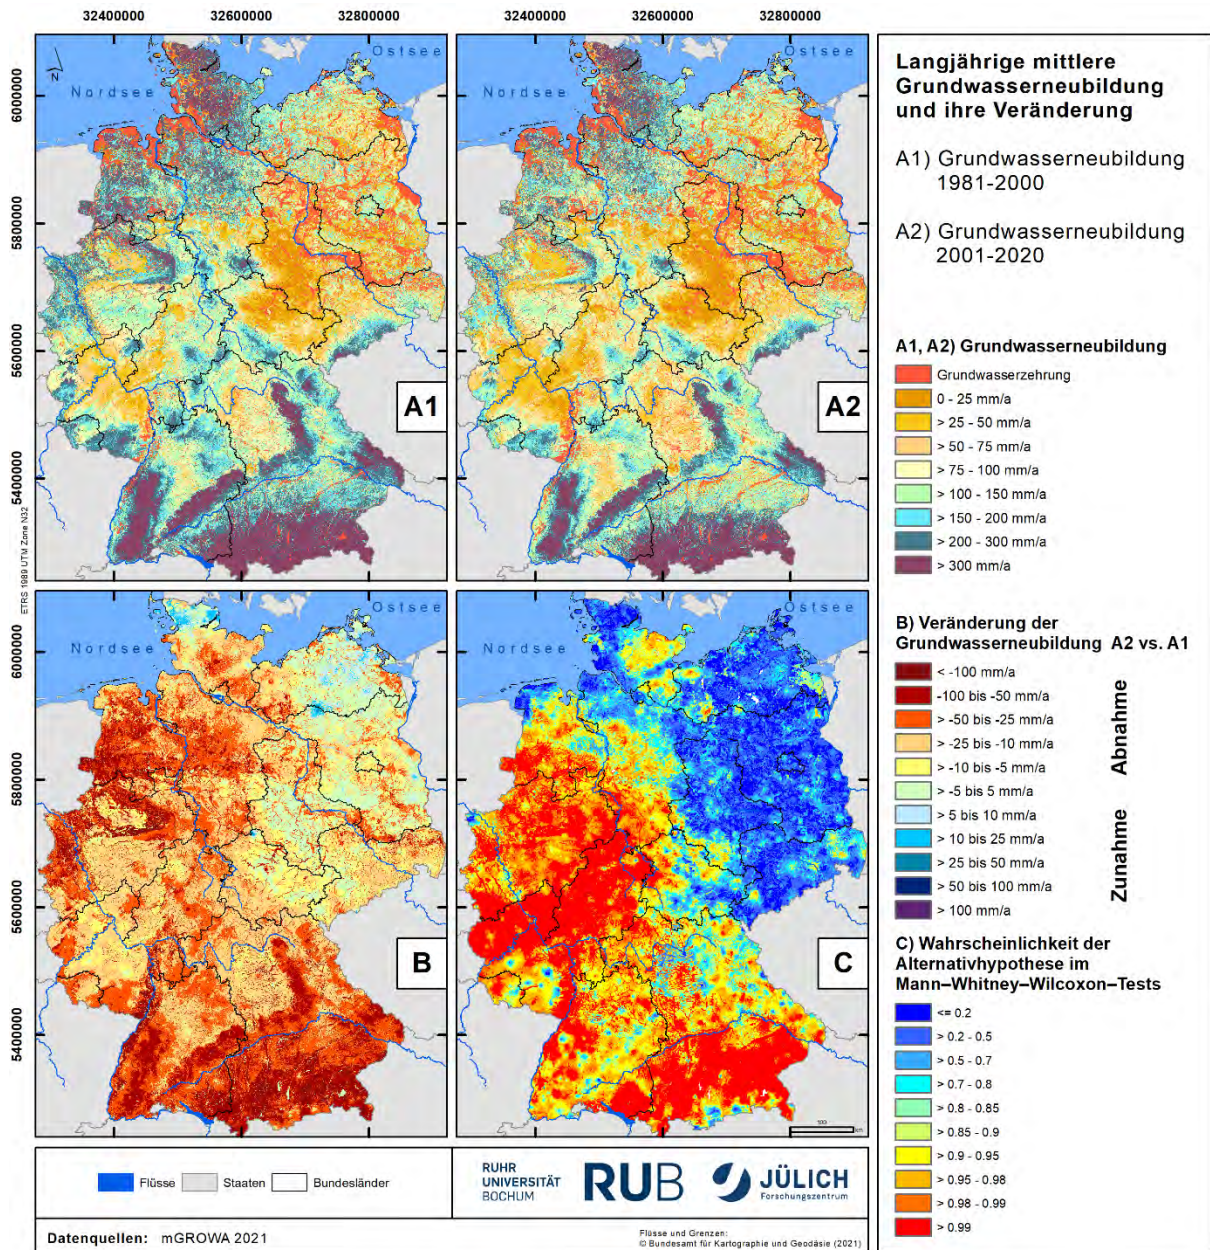 32400000 32600000 32800000 32400000 32600000 32800000
Nordsee Ostsee
N
A1
Nordsee Ostsee
A2
6000000
5800000
5600000
5400000
ETRS 1989 UTM Zone N32
Nordsee Ostsee
B
Nordsee Ostsee
C
100
km
6000000
5800000
5600000
5400000
Langjährige mittlere
Grundwasserneubildung
und ihre Veränderung
A1) Grundwasserneubildung
1981-2000
A2) Grundwasserneubildung
2001-2020
A1, A2) Grundwasserneubildung
Grundwasserzehrung
0 - 25 mm/a
> 25 - 50 mm/a
> 50 - 75 mm/a
> 75 - 100 mm/a
> 100 - 150 mm/a
> 150 - 200 mm/a
> 200 - 300 mm/a
> 300 mm/a
B) Veränderung der
Grundwasserneubildung A2 vs. A1
< -100 mm/a
-100 bis -50 mm/a
> -50 bis -25 mm/a
> -25 bis -10 mm/a
> -10 bis -5 mm/a
> -5 bis 5 mm/a
> 5 bis 10 mm/a
> 10 bis 25 mm/a
> 25 bis 50 mm/a
> 50 bis 100 mm/a
> 100 mm/a
Abnahme
Zunahme
C) Wahrscheinlichkeit der
Alternativhypothese im
Mann–Whitney–Wilcoxon–Tests
<= 0.2
> 0.2 - 0.5
> 0.5 - 0.7
> 0.7 - 0.8
> 0.8 - 0.85
> 0.85 - 0.9
> 0.9 - 0.95
> 0.95 - 0.98
> 0.98 - 0.99
> 0.99
Flüsse Staaten Bundesländer
RUHR
UNIVERSITÄT
BOCHUM
RUB
JÜLICH
Forschungszentrum
Datenquellen: mGROWA 2021
Flüsse und Grenzen:
© Bundesamt für Kartographie und Geodäsie (2021)